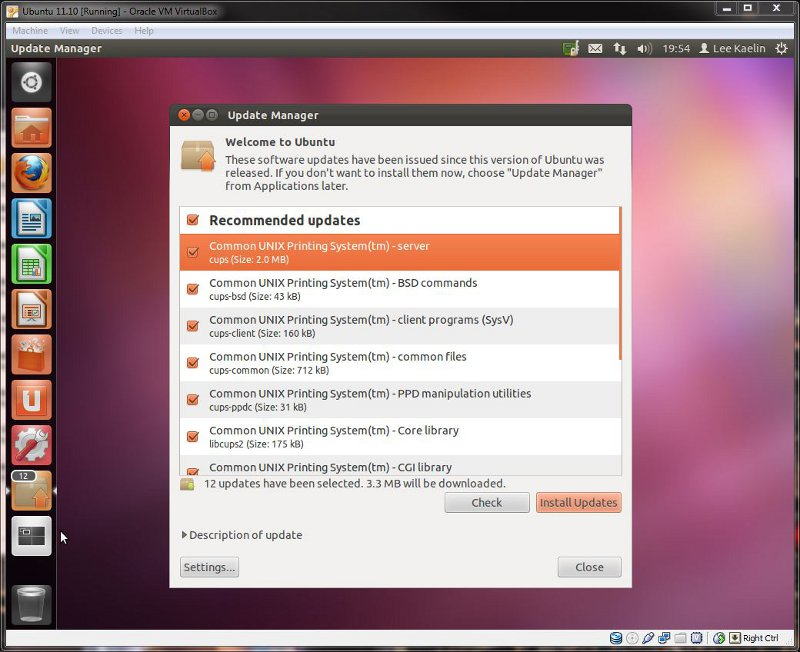 Ubuntu 11.10 [Running] - Oracle VM VirtualBox
Machine View Devices Help
Update Manager 19:54 Lee Kaelin
Update Manager
Welcome to Ubuntu
These software updates have been issued since this version of Ubuntu was
released. If you don't want to install them now, choose "Update Manager"
from Applications later.
Recommended updates
Common UNIX Printing System(tm) - server
cups (Size: 2.0 MB)
Common UNIX Printing System(tm) - BSD commands
cups-bsd (Size: 43 kB)
Common UNIX Printing System(tm) - client programs (SysV)
cups-client (Size: 160 kB)
Common UNIX Printing System(tm) - common files
cups-common (Size: 712 kB)
Common UNIX Printing System(tm) - PPD manipulation utilities
cups-ppdc (Size: 31 kB)
Common UNIX Printing System(tm) - Core library
libcups2 (Size: 175 kB)
Common UNIX Printing System(tm) - CGI library
12
12 updates have been selected. 3.3 MB will be downloaded.
Check Install Updates
Description of update
Settings... Close
Right Ctrl